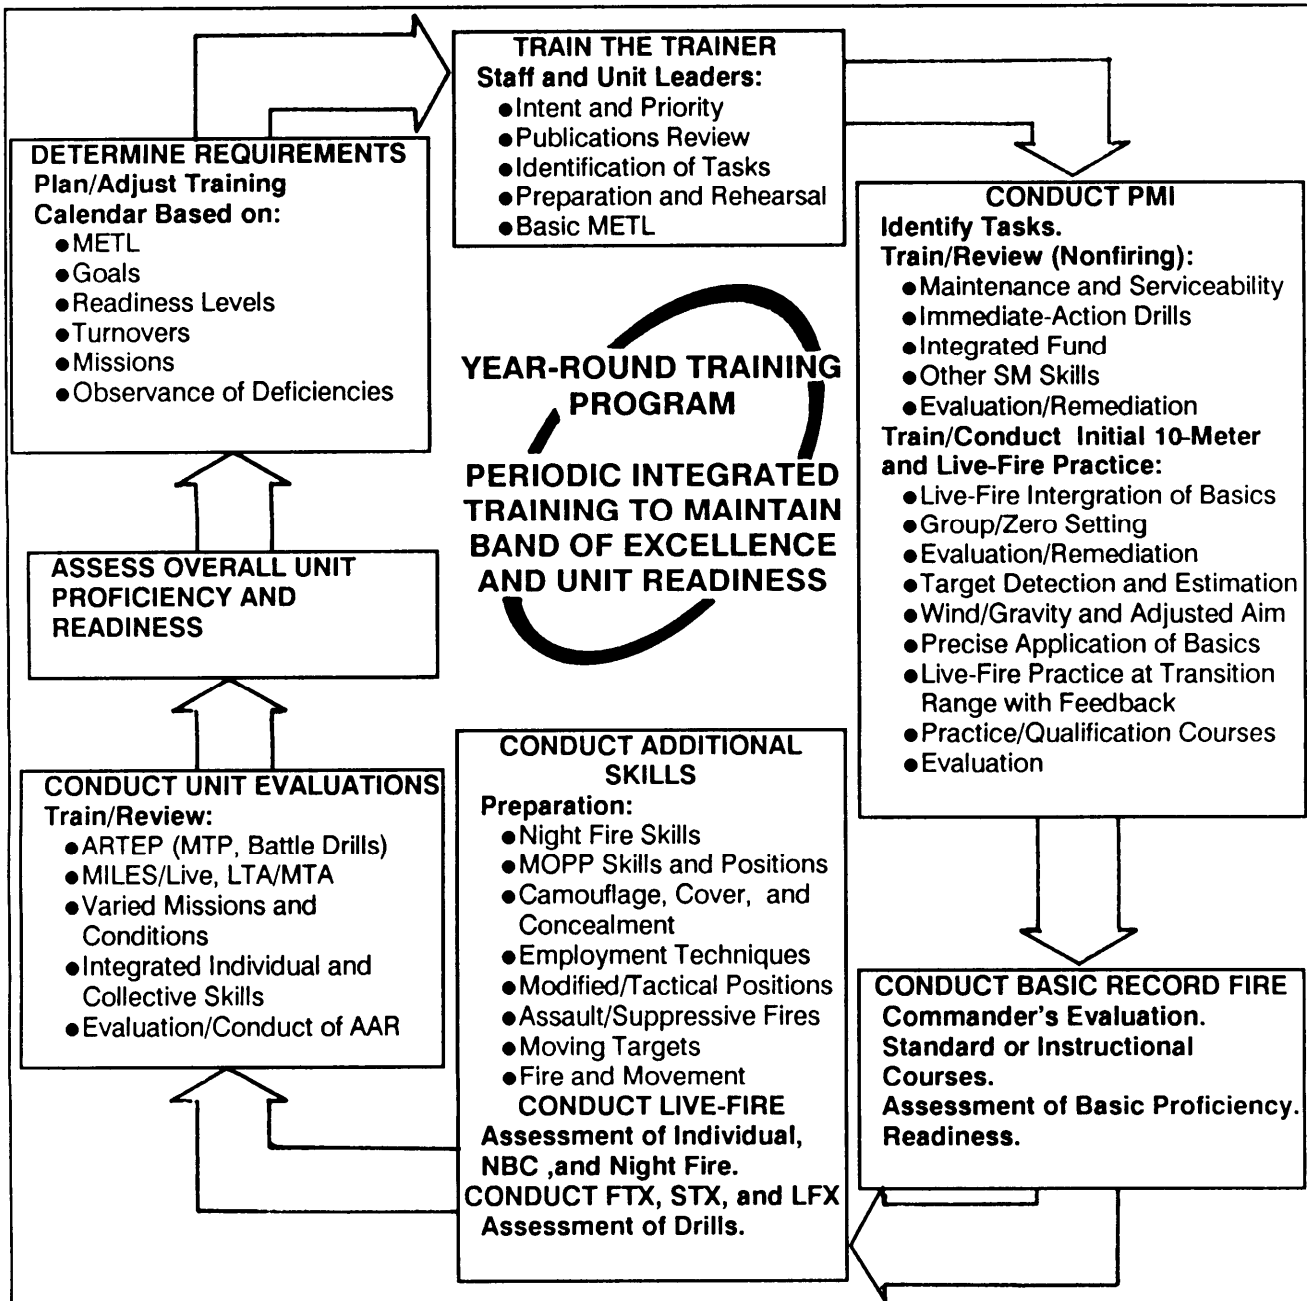 TRAIN THE TRAINER
Staff and Unit Leaders:
●Intent and Priority
●Publications Review
●Identification of Tasks
●Preparation and Rehearsal
●Basic METL
DETERMINE REQUIREMENTS
Plan/Adjust Training
Calendar Based on:
●METL
●Goals
●Readiness Levels
●Turnovers
●Missions
●Observance of Deficiencies
CONDUCT PMI
Identify Tasks.
Train/Review (Nonfiring):
●Maintenance and Serviceability
●Immediate-Action Drills
●Integrated Fund
●Other SM Skills
●Evaluation/Remediation
Train/Conduct Initial 10-Meter
and Live-Fire Practice:
●Live-Fire Intergration of Basics
●Group/Zero Setting
●Evaluation/Remediation
●Target Detection and Estimation
●Wind/Gravity and Adjusted Aim
●Precise Application of Basics
●Live-Fire Practice at Transition
Range with Feedback
●Practice/Qualification Courses
●Evaluation
YEAR-ROUND TRAINING
PROGRAM
PERIODIC INTEGRATED
TRAINING TO MAINTAIN
BAND OF EXCELLENCE
AND UNIT READINESS
ASSESS OVERALL UNIT
PROFICIENCY AND
READINESS
CONDUCT UNIT EVALUATIONS
Train/Review:
●ARTEP (MTP, Battle Drills)
●MILES/Live, LTA/MTA
●Varied Missions and
Conditions
●Integrated Individual and
Collective Skills
●Evaluation/Conduct of AAR
CONDUCT ADDITIONAL
SKILLS
Preparation:
●Night Fire Skills
●MOPP Skills and Positions
●Camouflage, Cover, and
Concealment
●Employment Techniques
●Modified/Tactical Positions
●Assault/Suppressive Fires
●Moving Targets
●Fire and Movement
CONDUCT LIVE-FIRE
Assessment of Individual,
NBC ,and Night Fire.
CONDUCT FTX, STX, and LFX
Assessment of Drills.
CONDUCT BASIC RECORD FIRE
Commander's Evaluation.
Standard or Instructional
Courses.
Assessment of Basic Proficiency.
Readiness.